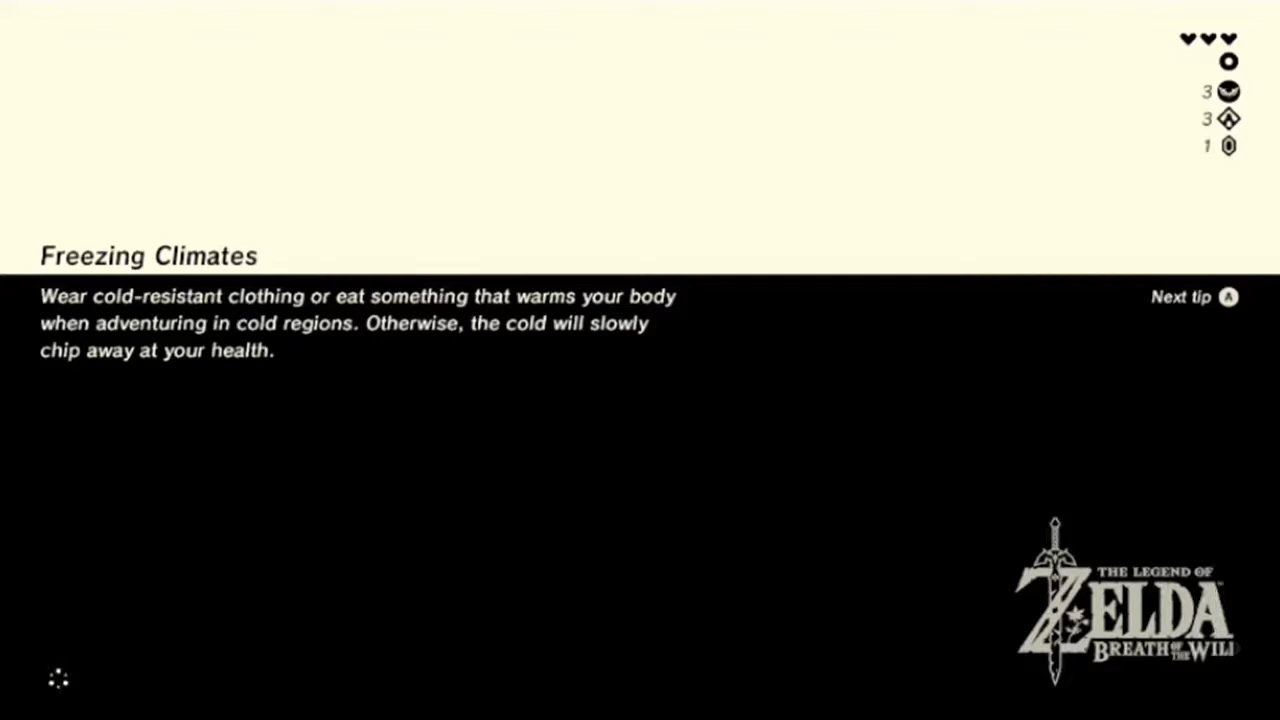 3
3
1
Freezing Climates
Wear cold-resistant clothing or eat something that warms your body
when adventuring in cold regions. Otherwise, the cold will slowly
chip away at your health.
Next tip A
THE LEGEND OF
ZELDA
BREATH OF THE WILD